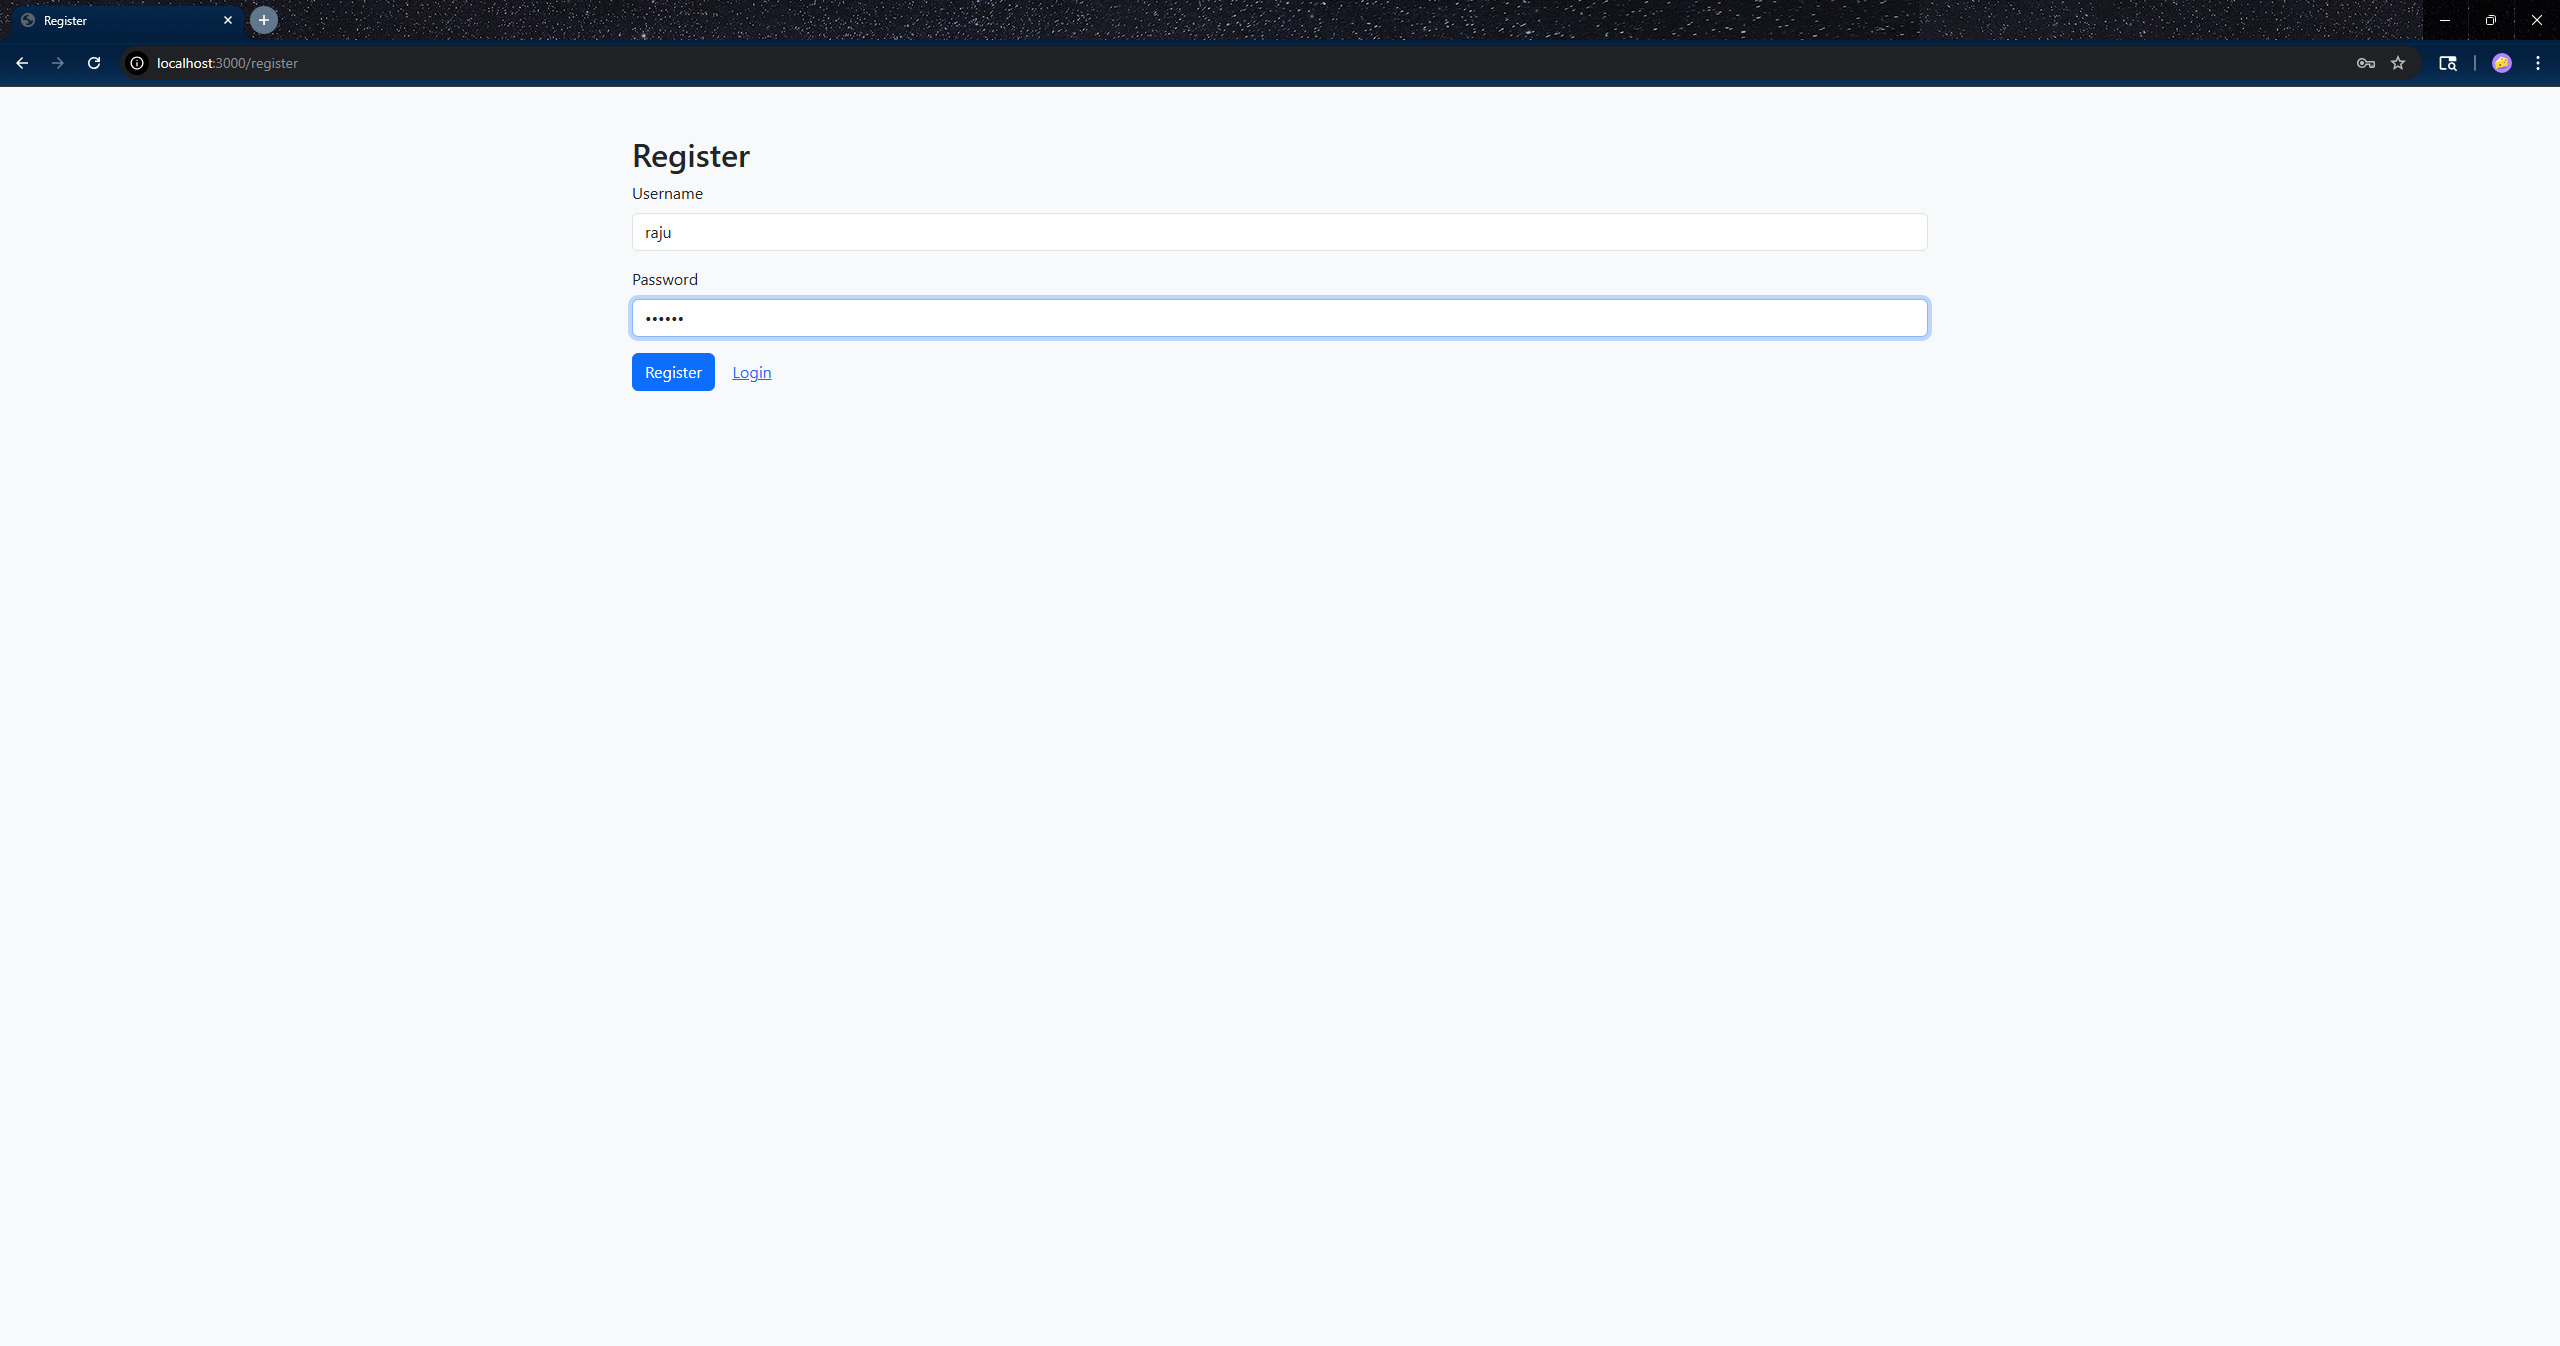 Register
localhost:3000/register
Register
Username
raju
Password
••••••
Register Login